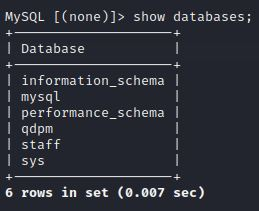 MySQL [(none)]> show databases;
+--------------------+
| Database           |
+--------------------+
| information_schema |
| mysql              |
| performance_schema |
| qdpm               |
| staff              |
| sys                |
+--------------------+
6 rows in set (0.007 sec)